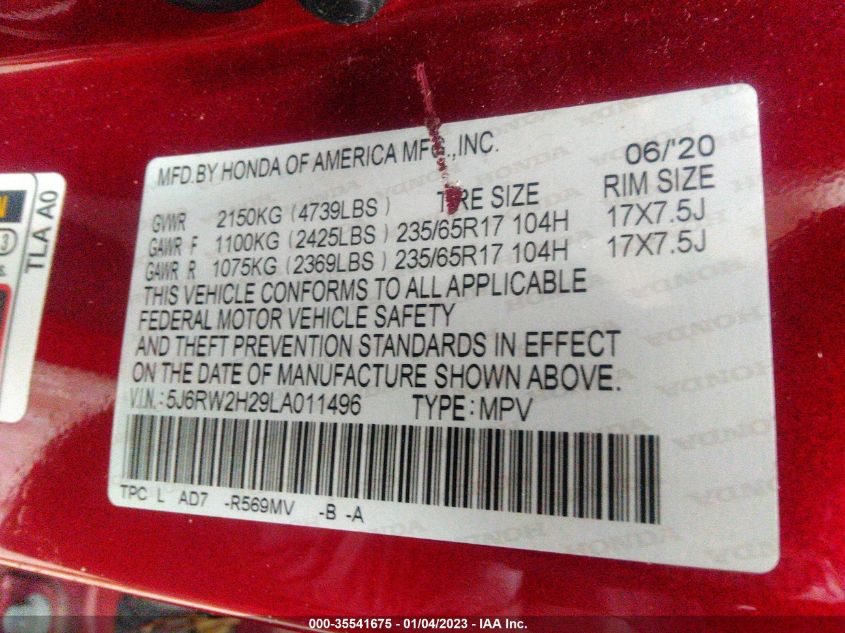 MFD.BY HONDA OF AMERICA MFG.,INC. 06/'20
GVWR 2150KG (4739LBS) TIRE SIZE RIM SIZE
GAWR F 1100KG (2425LBS) 235/65R17 104H 17X7.5J
GAWR R 1075KG (2369LBS) 235/65R17 104H 17X7.5J
THIS VEHICLE CONFORMS TO ALL APPLICABLE
FEDERAL MOTOR VEHICLE SAFETY
AND THEFT PREVENTION STANDARDS IN EFFECT
ON THE DATE OF MANUFACTURE SHOWN ABOVE.
V.I.N.: 5J6RW2H29LA011496 TYPE: MPV
TPC L AD7 -R569MV -B -A
TLA A0
000-35541675 - 01/04/2023 - IAA Inc.